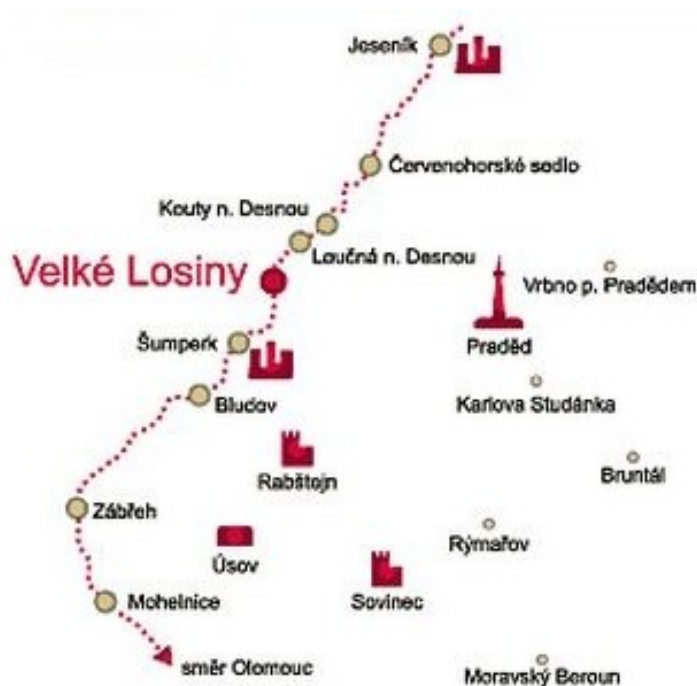 Jeseník
Červenohorské sedlo
Kouty n. Desnou
Loučná n. Desnou
Velké Losiny
Vrbno p. Pradědem
Šumperk
Praděd
Karlova Studánka
Bludov
Bruntál
Rabštejn
Zábřeh
Rýmařov
Úsov
Sovinec
Mohelnice
směr Olomouc
Moravský Beroun